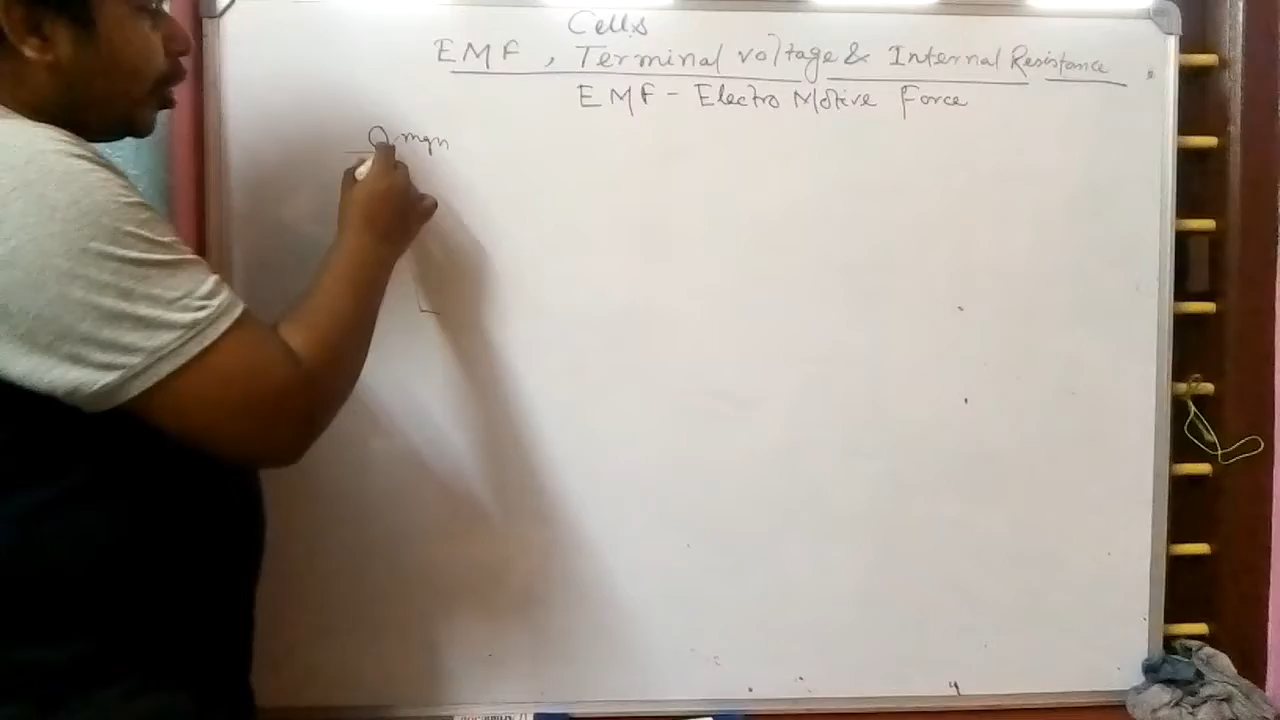 Cells
EMF, Terminal voltage & Internal Resistance
EMF - Electro Motive Force